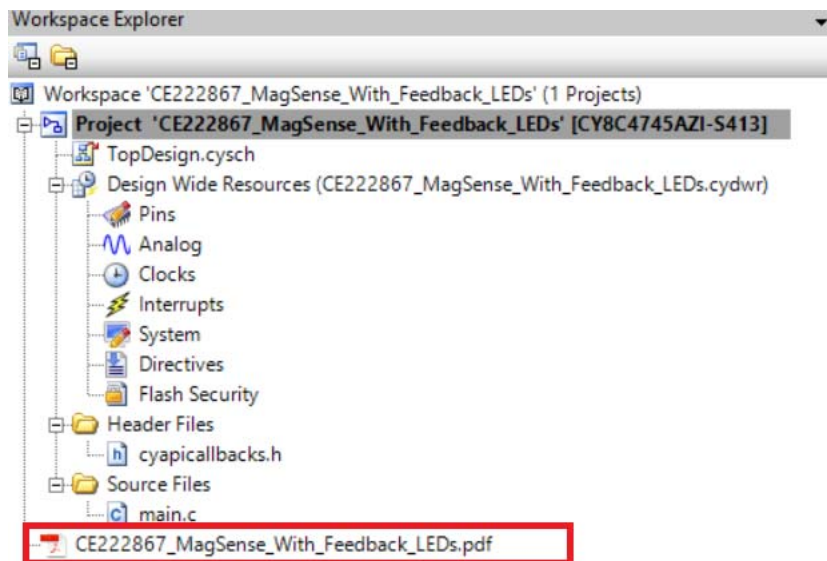 Workspace Explorer
Workspace 'CE222867_MagSense_With_Feedback_LEDs' (1 Projects)
Project 'CE222867_MagSense_With_Feedback_LEDs' [CY8C4745AZI-S413]
TopDesign.cysch
Design Wide Resources (CE222867_MagSense_With_Feedback_LEDs.cydwr)
Pins
Analog
Clocks
Interrupts
System
Directives
Flash Security
Header Files
cyapicallbacks.h
Source Files
main.c
CE222867_MagSense_With_Feedback_LEDs.pdf